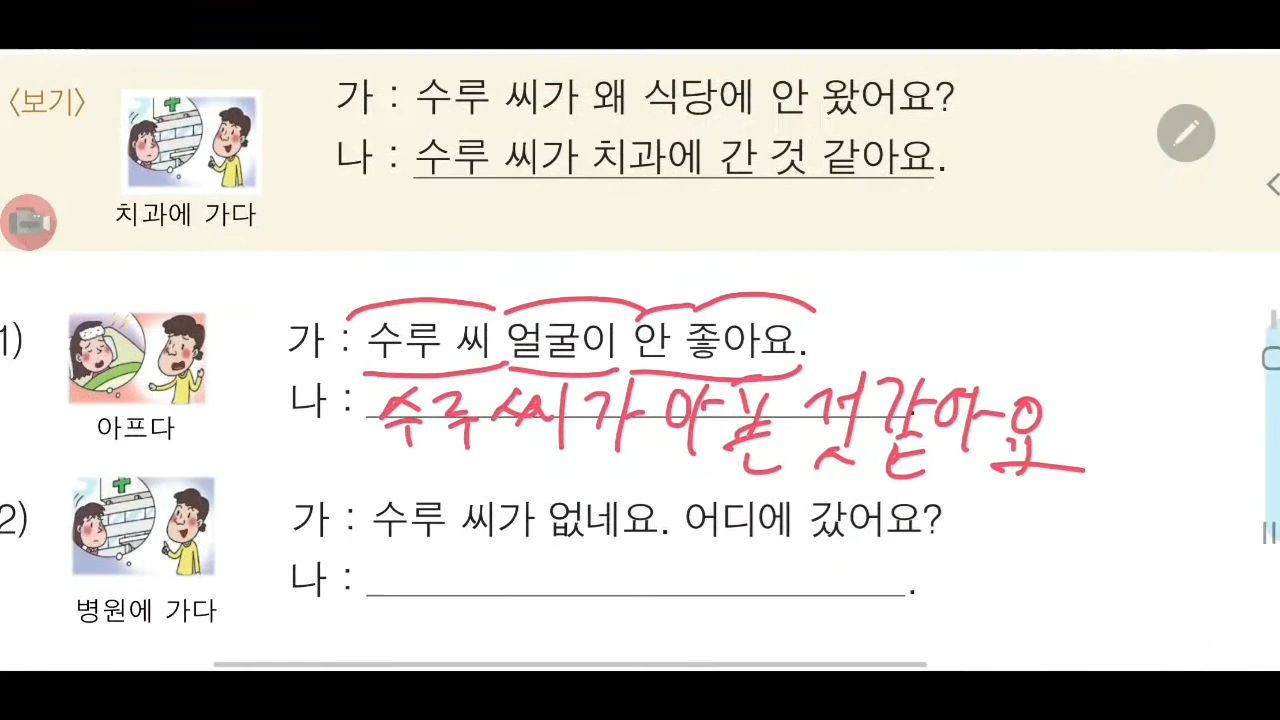 〈보기〉
가 : 수루 씨가 왜 식당에 안 왔어요?
나 : 수루 씨가 치과에 간 것 같아요.
치과에 가다
1)
가 : 수루 씨 얼굴이 안 좋아요.
나 : 수루 씨가 아픈 것 같아요.
아프다
2)
가 : 수루 씨가 없네요. 어디에 갔어요?
나 : .
병원에 가다